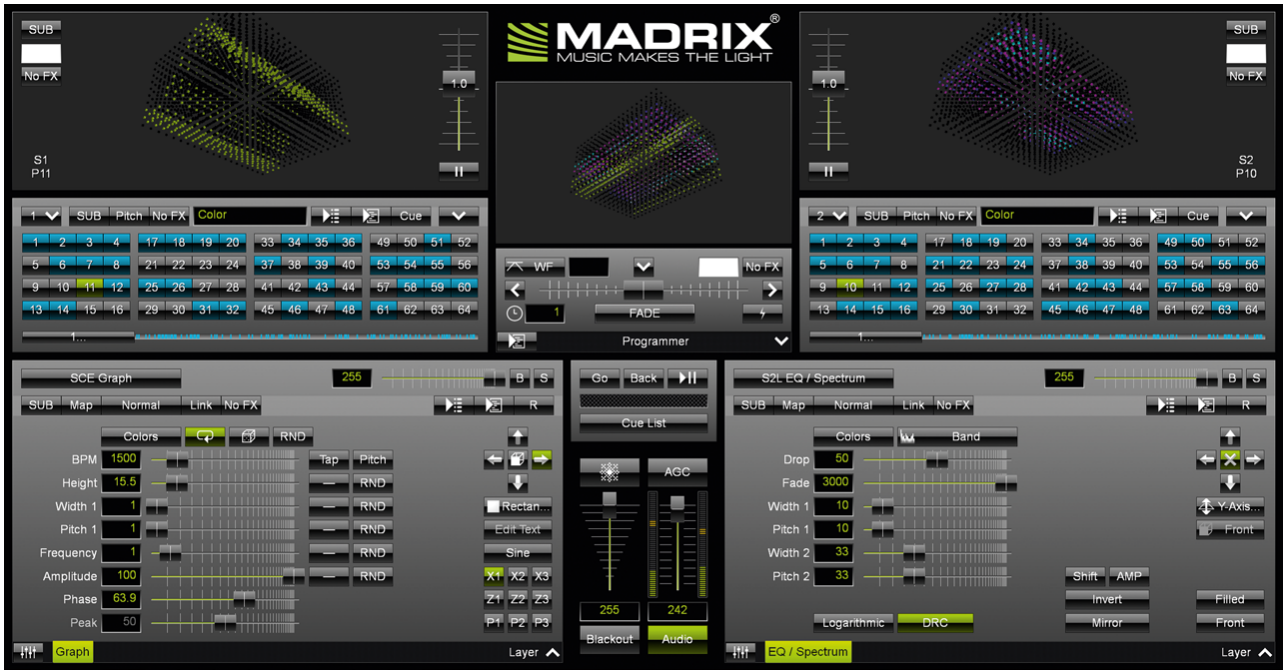 SUB
No FX
1.0
S1
P11
MADRIX®
MUSIC MAKES THE LIGHT
1.0
SUB
No FX
S2
P10
1 SUB Pitch No FX Color Cue
1 2 3 4 17 18 19 20 33 34 35 36 49 50 51 52
5 6 7 8 21 22 23 24 37 38 39 40 53 54 55 56
9 10 11 12 25 26 27 28 41 42 43 44 57 58 59 60
13 14 15 16 29 30 31 32 45 46 47 48 61 62 63 64
1...
WF No FX
1 FADE
Programmer
2 SUB Pitch No FX Color Cue
1 2 3 4 17 18 19 20 33 34 35 36 49 50 51 52
5 6 7 8 21 22 23 24 37 38 39 40 53 54 55 56
9 10 11 12 25 26 27 28 41 42 43 44 57 58 59 60
13 14 15 16 29 30 31 32 45 46 47 48 61 62 63 64
1...
SCE Graph 255 B S
SUB Map Normal Link No FX R
Colors RND
BPM 1500 Tap Pitch
Height 15.5 RND
Width 1 1 RND
Rectan...
Pitch 1 1 RND
Edit Text
Frequency 1 RND
Sine
Amplitude 100 RND
X1 X2 X3
Phase 63.9
Z1 Z2 Z3
Peak 50
P1 P2 P3
Graph Layer
Go Back
Cue List
AGC
255 242
Blackout Audio
S2L EQ / Spectrum 255 B S
SUB Map Normal Link No FX R
Colors Band
Drop 50
Fade 3000
Width 1 10
Y-Axis...
Pitch 1 10
Front
Width 2 33
Pitch 2 33
Shift AMP
Invert Filled
Logarithmic DRC Mirror Front
EQ / Spectrum Layer